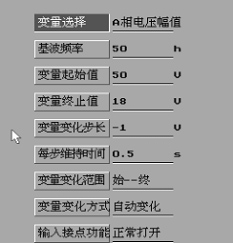 变量选择 A相电压幅值
基波频率 50 h
变量起始值 50 V
变量终止值 18 V
变量变化步长 -1 V
每步维持时间 0.5 s
变量变化范围 始--终
变量变化方式 自动变化
输入接点功能 正常打开